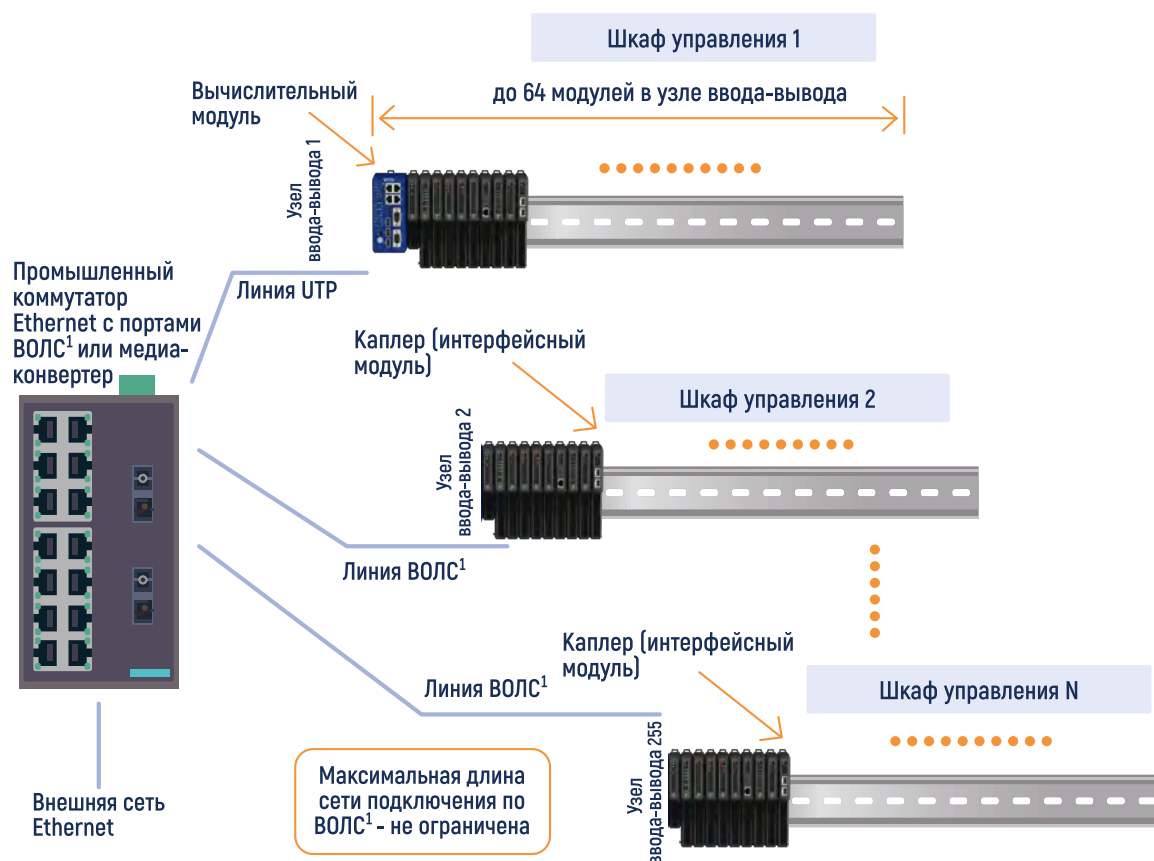 Шкаф управления 1
Вычислительный
модуль
до 64 модулей в узле ввода-вывода
Узел
ввода-вывода 1
Промышленный
коммутатор
Ethernet с портами
ВОЛС¹ или медиа-
конвертер
Линия UTP
Каплер (интерфейсный
модуль)
Шкаф управления 2
Узел
ввода-вывода 2
Линия ВОЛС¹
Каплер (интерфейсный
модуль)
Линия ВОЛС¹
Шкаф управления N
Узел
ввода-вывода 255
Максимальная длина
сети подключения по
ВОЛС¹ - не ограничена
Внешняя сеть
Ethernet